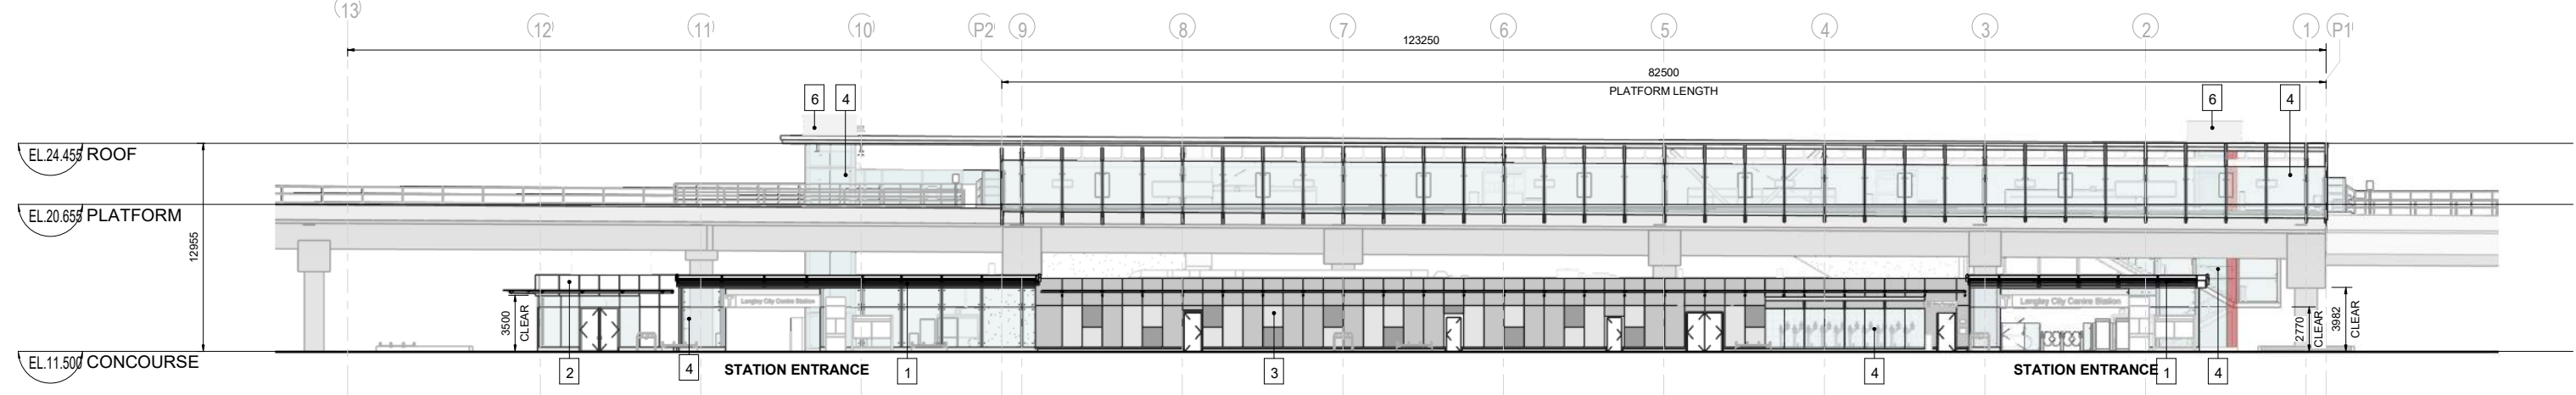 13
12 11 10 P2 9 8 7 6 5 4 3 2 1 P1
123250
82500
PLATFORM LENGTH
6 4 6 4
EL.24.455 ROOF
EL.20.655 PLATFORM
12955
Langley City Centre Station
Langley City Centre Station
3500
CLEAR
2770
CLEAR
3982
CLEAR
EL.11.500 CONCOURSE
2 4 STATION ENTRANCE 1 3 4 STATION ENTRANCE 1 4